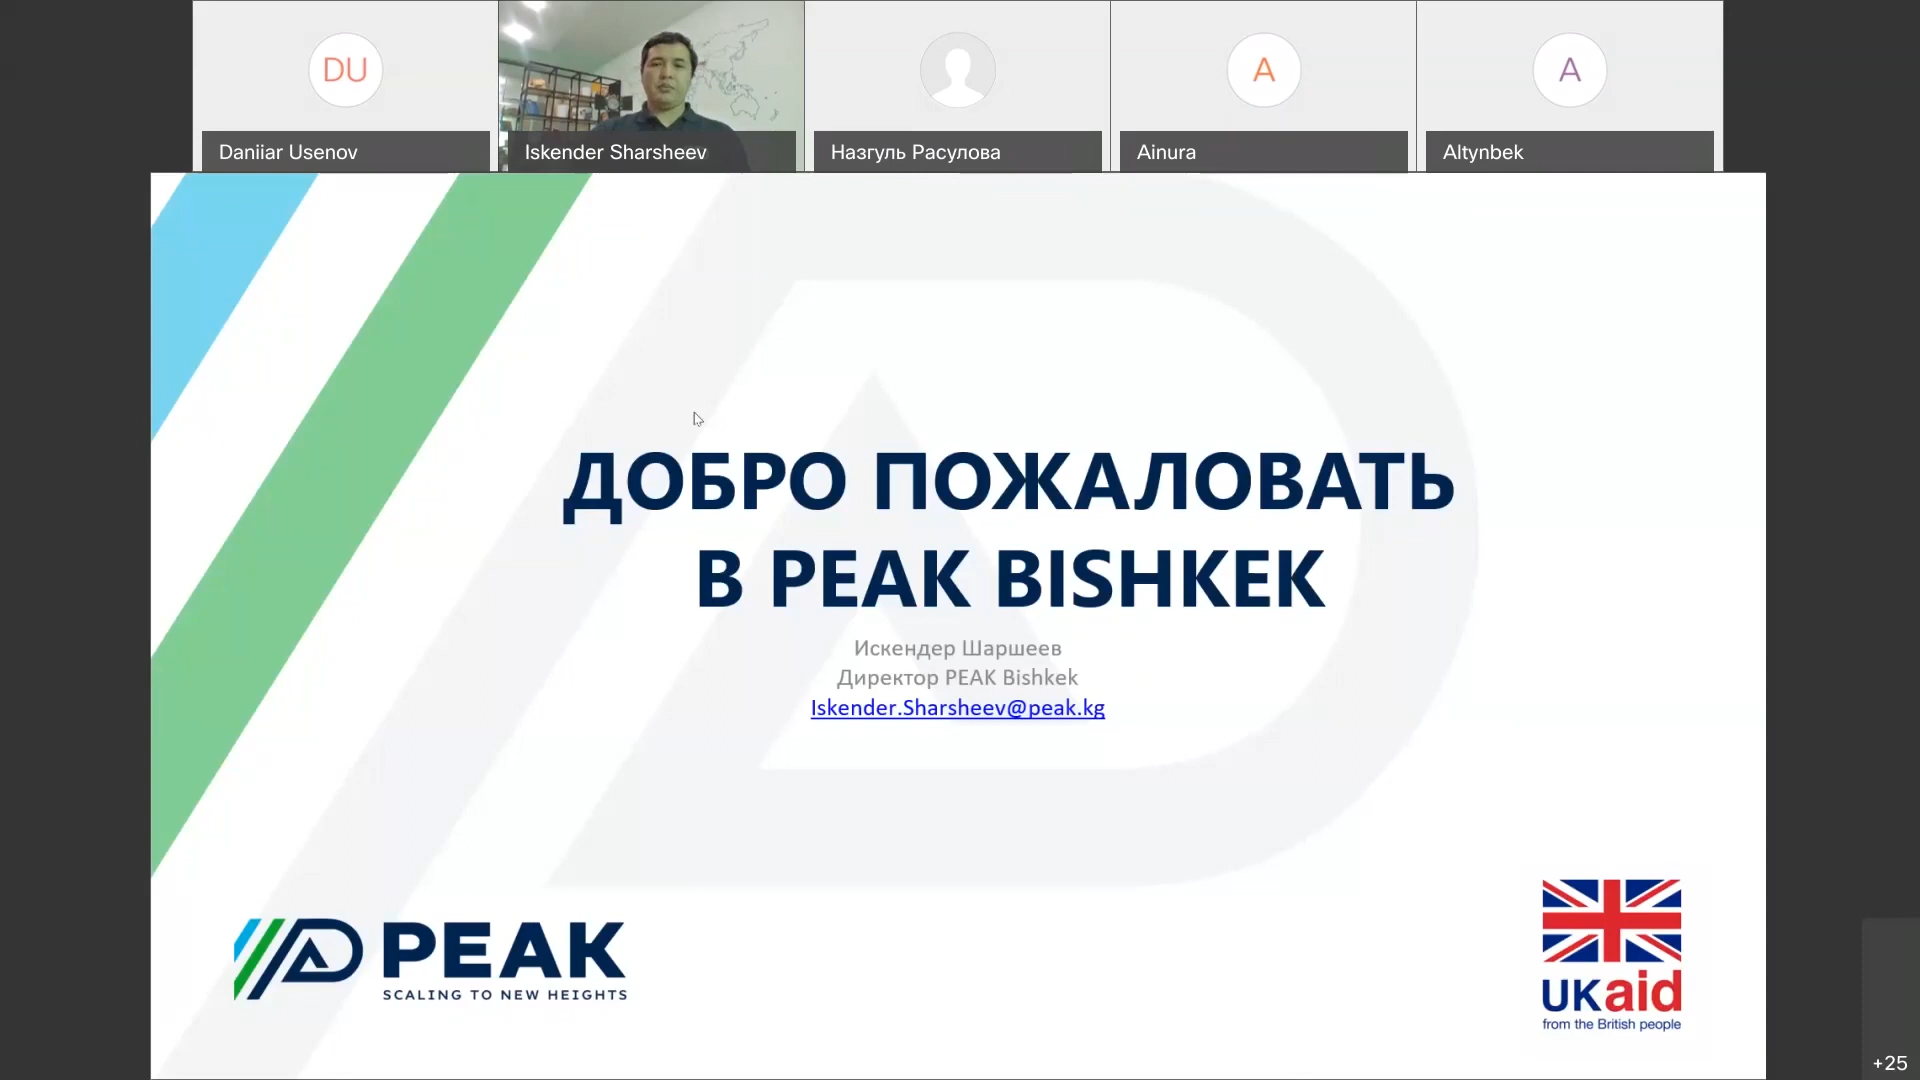 DU
Daniiar Usenov
Iskender Sharsheev
Назгуль Расулова
A
Ainura
A
Altynbek
ДОБРО ПОЖАЛОВАТЬ
В PEAK BISHKEK
Искендер Шаршеев
Директор PEAK Bishkek
Iskender.Sharsheev@peak.kg
PEAK
SCALING TO NEW HEIGHTS
UKaid
from the British people
+25